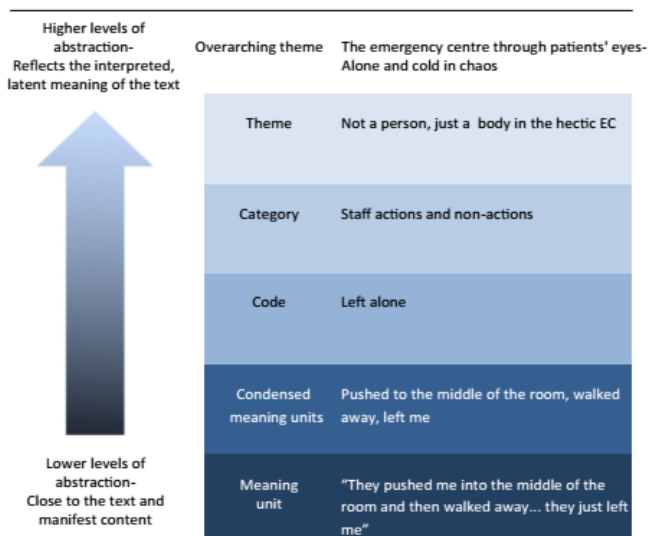 Higher levels of
abstraction-
Reflects the interpreted,
latent meaning of the text
Overarching theme
The emergency centre through patients' eyes-
Alone and cold in chaos
Theme
Not a person, just a body in the hectic EC
Category
Staff actions and non-actions
Code
Left alone
Condensed
meaning units
Pushed to the middle of the room, walked
away, left me
Lower levels of
abstraction-
Close to the text and
manifest content
Meaning
unit
“They pushed me into the middle of the
room and then walked away... they just left
me”